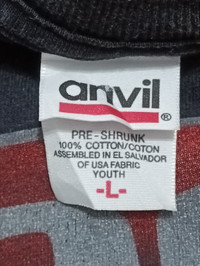 anvil®
PRE-SHRUNK
100% COTTON/COTON
ASSEMBLED IN EL SALVADOR
OF USA FABRIC
YOUTH
-L-